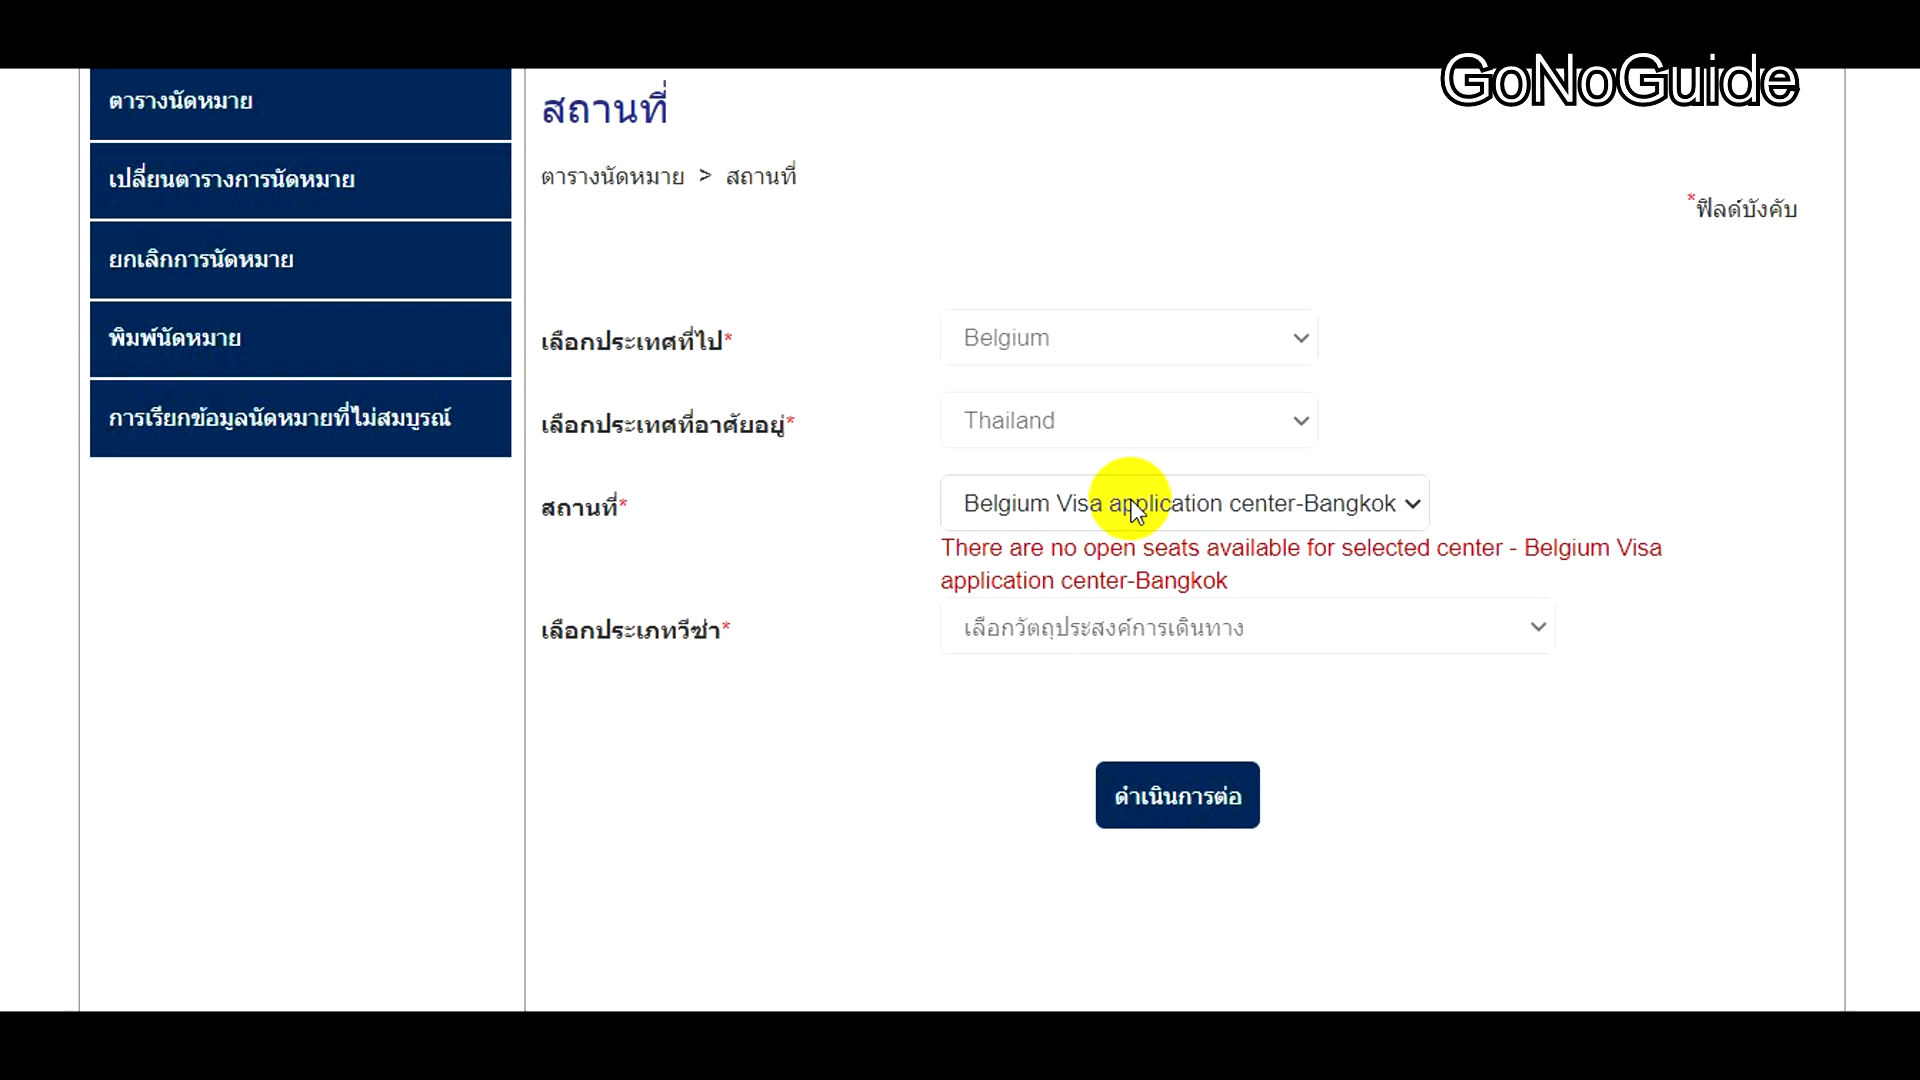 GoNoGuide
ตารางนัดหมาย
เปลี่ยนตารางการนัดหมาย
ยกเลิกการนัดหมาย
พิมพ์นัดหมาย
การเรียกข้อมูลนัดหมายที่ไม่สมบูรณ์
สถานที่
ตารางนัดหมาย > สถานที่
*ฟิลด์บังคับ
เลือกประเทศที่ไป* Belgium
เลือกประเทศที่อาศัยอยู่* Thailand
สถานที่* Belgium Visa application center-Bangkok
There are no open seats available for selected center - Belgium Visa
application center-Bangkok
เลือกประเภทวีซ่า* เลือกวัตถุประสงค์การเดินทาง
ดำเนินการต่อ